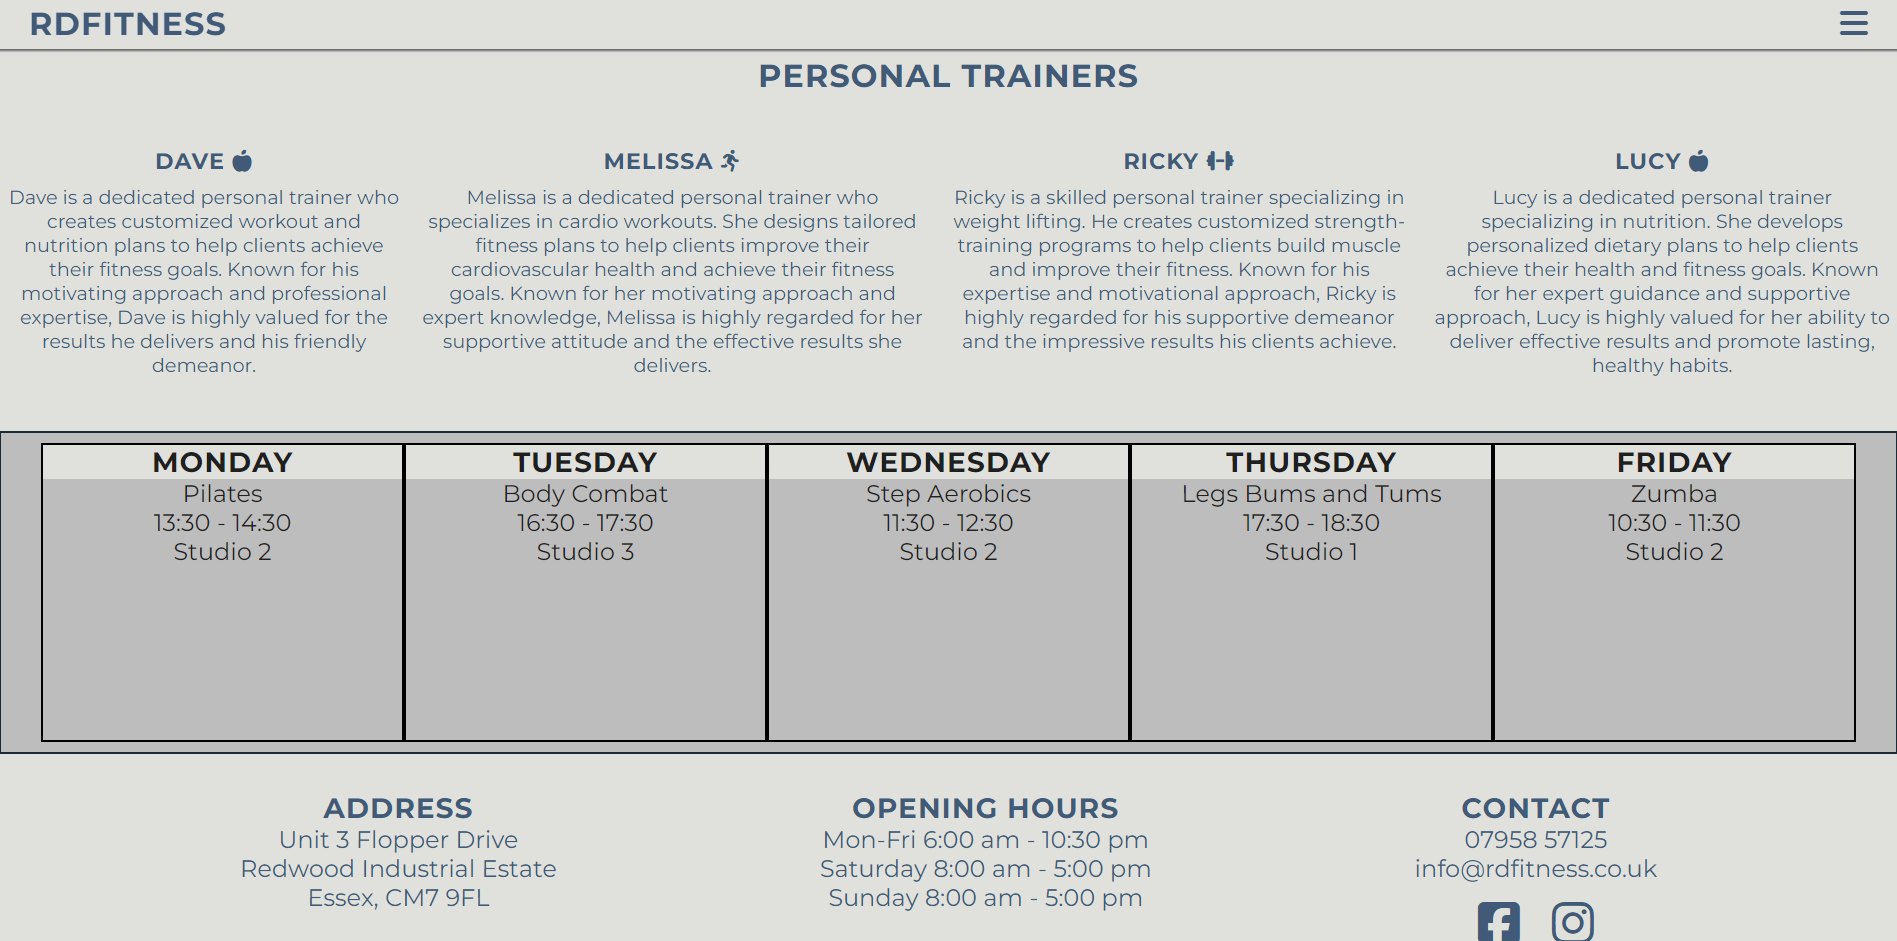 RDFITNESS
PERSONAL TRAINERS
DAVE
Dave is a dedicated personal trainer who
creates customized workout and
nutrition plans to help clients achieve
their fitness goals. Known for his
motivating approach and professional
expertise, Dave is highly valued for the
results he delivers and his friendly
demeanor.
MELISSA
Melissa is a dedicated personal trainer who
specializes in cardio workouts. She designs tailored
fitness plans to help clients improve their
cardiovascular health and achieve their fitness
goals. Known for her motivating approach and
expert knowledge, Melissa is highly regarded for her
supportive attitude and the effective results she
delivers.
RICKY
Ricky is a skilled personal trainer specializing in
weight lifting. He creates customized strength-
training programs to help clients build muscle
and improve their fitness. Known for his
expertise and motivational approach, Ricky is
highly regarded for his supportive demeanor
and the impressive results his clients achieve.
LUCY
Lucy is a dedicated personal trainer
specializing in nutrition. She develops
personalized dietary plans to help clients
achieve their health and fitness goals. Known
for her expert guidance and supportive
approach, Lucy is highly valued for her ability to
deliver effective results and promote lasting,
healthy habits.
MONDAY
Pilates
13:30 - 14:30
Studio 2
TUESDAY
Body Combat
16:30 - 17:30
Studio 3
WEDNESDAY
Step Aerobics
11:30 - 12:30
Studio 2
THURSDAY
Legs Bums and Tums
17:30 - 18:30
Studio 1
FRIDAY
Zumba
10:30 - 11:30
Studio 2
ADDRESS
Unit 3 Flopper Drive
Redwood Industrial Estate
Essex, CM7 9FL
OPENING HOURS
Mon-Fri 6:00 am - 10:30 pm
Saturday 8:00 am - 5:00 pm
Sunday 8:00 am - 5:00 pm
CONTACT
07958 57125
info@rdfitness.co.uk